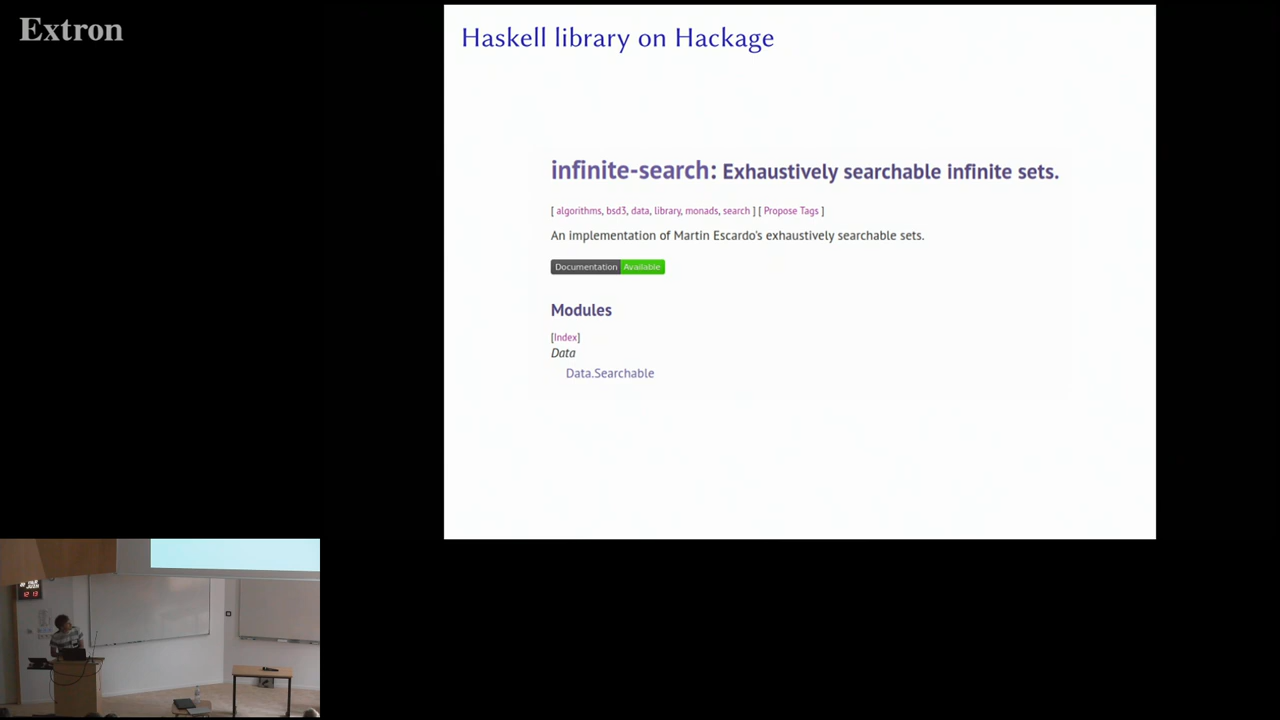 Extron
Haskell library on Hackage
infinite-search: Exhaustively searchable infinite sets.
[ algorithms, bsd3, data, library, monads, search ] [ Propose Tags ]
An implementation of Martin Escardo's exhaustively searchable sets.
Documentation Available
Modules
[Index]
Data
Data.Searchable